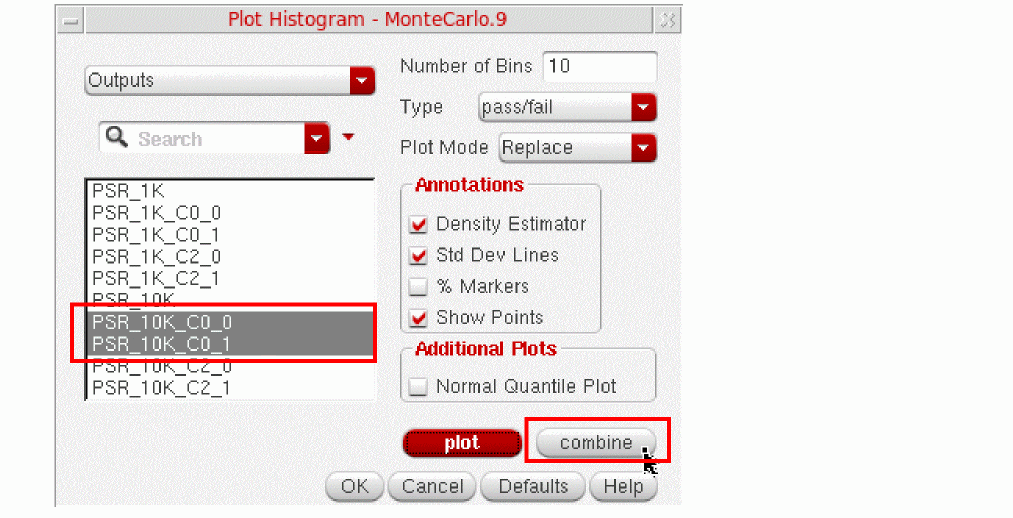 Plot Histogram - MonteCarlo.9
Outputs
Search
PSR_1K
PSR_1K_C0_0
PSR_1K_C0_1
PSR_1K_C2_0
PSR_1K_C2_1
PSR_10K
PSR_10K_C0_0
PSR_10K_C0_1
PSR_10K_C2_0
PSR_10K_C2_1
Number of Bins 10
Type pass/fail
Plot Mode Replace
Annotations
Density Estimator
Std Dev Lines
% Markers
Show Points
Additional Plots
Normal Quantile Plot
plot combine
OK Cancel Defaults Help